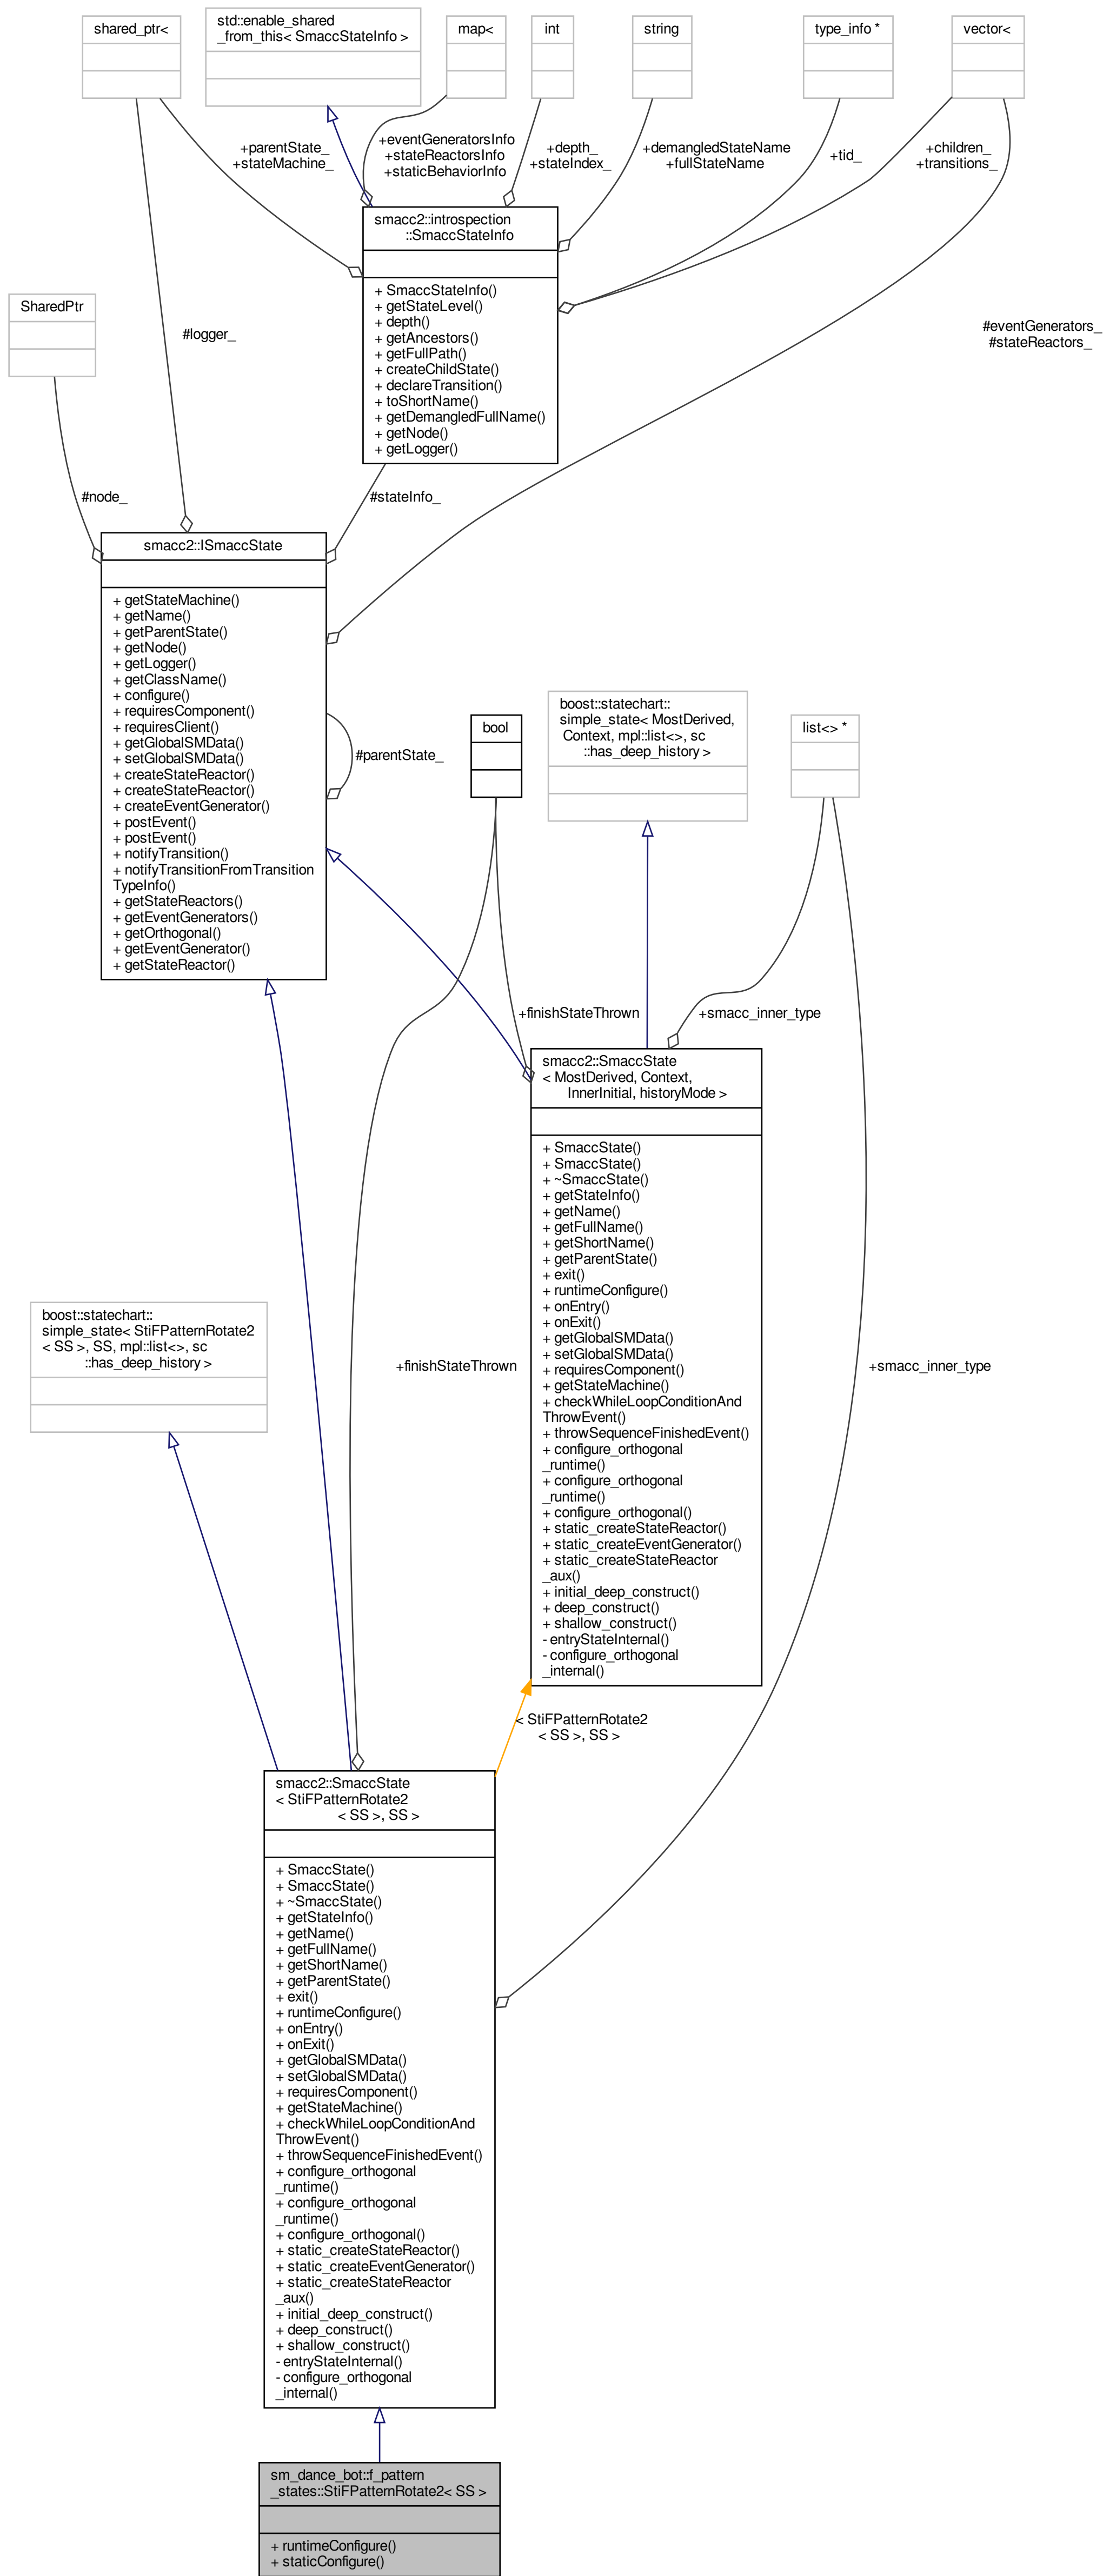 shared_ptr<
std::enable_shared
_from_this< SmaccStateInfo >
map<
int
string
type_info *
vector<
+parentState_
+stateMachine_
+eventGeneratorsInfo
+stateReactorsInfo
+staticBehaviorInfo
+depth_
+stateIndex_
+demangledStateName
+fullStateName
+tid_
+children_
+transitions_
smacc2::introspection
::SmaccStateInfo
+ SmaccStateInfo()
+ getStateLevel()
+ depth()
+ getAncestors()
+ getFullPath()
+ createChildState()
+ declareTransition()
+ toShortName()
+ getDemangledFullName()
+ getNode()
+ getLogger()
SharedPtr
#logger_
#eventGenerators_
#stateReactors_
#node_
#stateInfo_
smacc2::ISmaccState
+ getStateMachine()
+ getName()
+ getParentState()
+ getNode()
+ getLogger()
+ getClassName()
+ configure()
+ requiresComponent()
+ requiresClient()
+ getGlobalSMData()
+ setGlobalSMData()
+ createStateReactor()
+ createStateReactor()
+ createEventGenerator()
+ postEvent()
+ postEvent()
+ notifyTransition()
+ notifyTransitionFromTransition
TypeInfo()
+ getStateReactors()
+ getEventGenerators()
+ getOrthogonal()
+ getEventGenerator()
+ getStateReactor()
#parentState_
bool
boost::statechart::
simple_state< MostDerived,
Context, mpl::list<>, sc
::has_deep_history >
list<> *
+finishStateThrown
+smacc_inner_type
smacc2::SmaccState
< MostDerived, Context,
InnerInitial, historyMode >
+ SmaccState()
+ SmaccState()
+ ~SmaccState()
+ getStateInfo()
+ getName()
+ getFullName()
+ getShortName()
+ getParentState()
+ exit()
+ runtimeConfigure()
+ onEntry()
+ onExit()
+ getGlobalSMData()
+ setGlobalSMData()
+ requiresComponent()
+ getStateMachine()
+ checkWhileLoopConditionAnd
ThrowEvent()
+ throwSequenceFinishedEvent()
+ configure_orthogonal
_runtime()
+ configure_orthogonal
_runtime()
+ configure_orthogonal()
+ static_createStateReactor()
+ static_createEventGenerator()
+ static_createStateReactor
_aux()
+ initial_deep_construct()
+ deep_construct()
+ shallow_construct()
- entryStateInternal()
- configure_orthogonal
_internal()
boost::statechart::
simple_state< StiFPatternRotate2
< SS >, SS, mpl::list<>, sc
::has_deep_history >
+finishStateThrown
+smacc_inner_type
< StiFPatternRotate2
< SS >, SS >
smacc2::SmaccState
< StiFPatternRotate2
< SS >, SS >
+ SmaccState()
+ SmaccState()
+ ~SmaccState()
+ getStateInfo()
+ getName()
+ getFullName()
+ getShortName()
+ getParentState()
+ exit()
+ runtimeConfigure()
+ onEntry()
+ onExit()
+ getGlobalSMData()
+ setGlobalSMData()
+ requiresComponent()
+ getStateMachine()
+ checkWhileLoopConditionAnd
ThrowEvent()
+ throwSequenceFinishedEvent()
+ configure_orthogonal
_runtime()
+ configure_orthogonal
_runtime()
+ configure_orthogonal()
+ static_createStateReactor()
+ static_createEventGenerator()
+ static_createStateReactor
_aux()
+ initial_deep_construct()
+ deep_construct()
+ shallow_construct()
- entryStateInternal()
- configure_orthogonal
_internal()
sm_dance_bot::f_pattern
_states::StiFPatternRotate2< SS >
+ runtimeConfigure()
+ staticConfigure()